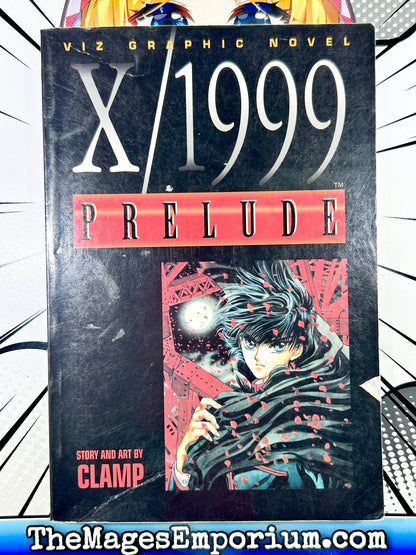 VIZ GRAPHIC NOVEL
X/1999
TM
PRELUDE
STORY AND ART BY
CLAMP
TheMagesEmporium.com